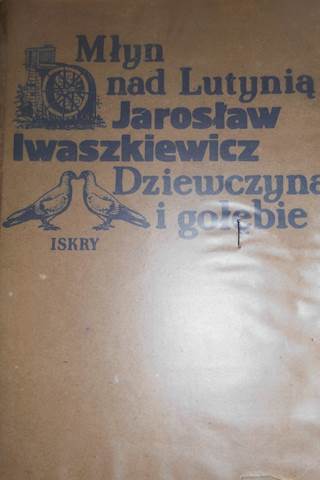 Młyn
nad Lutynią
Jarosław
Iwaszkiewicz
Dziewczyna
i gołębie
ISKRY